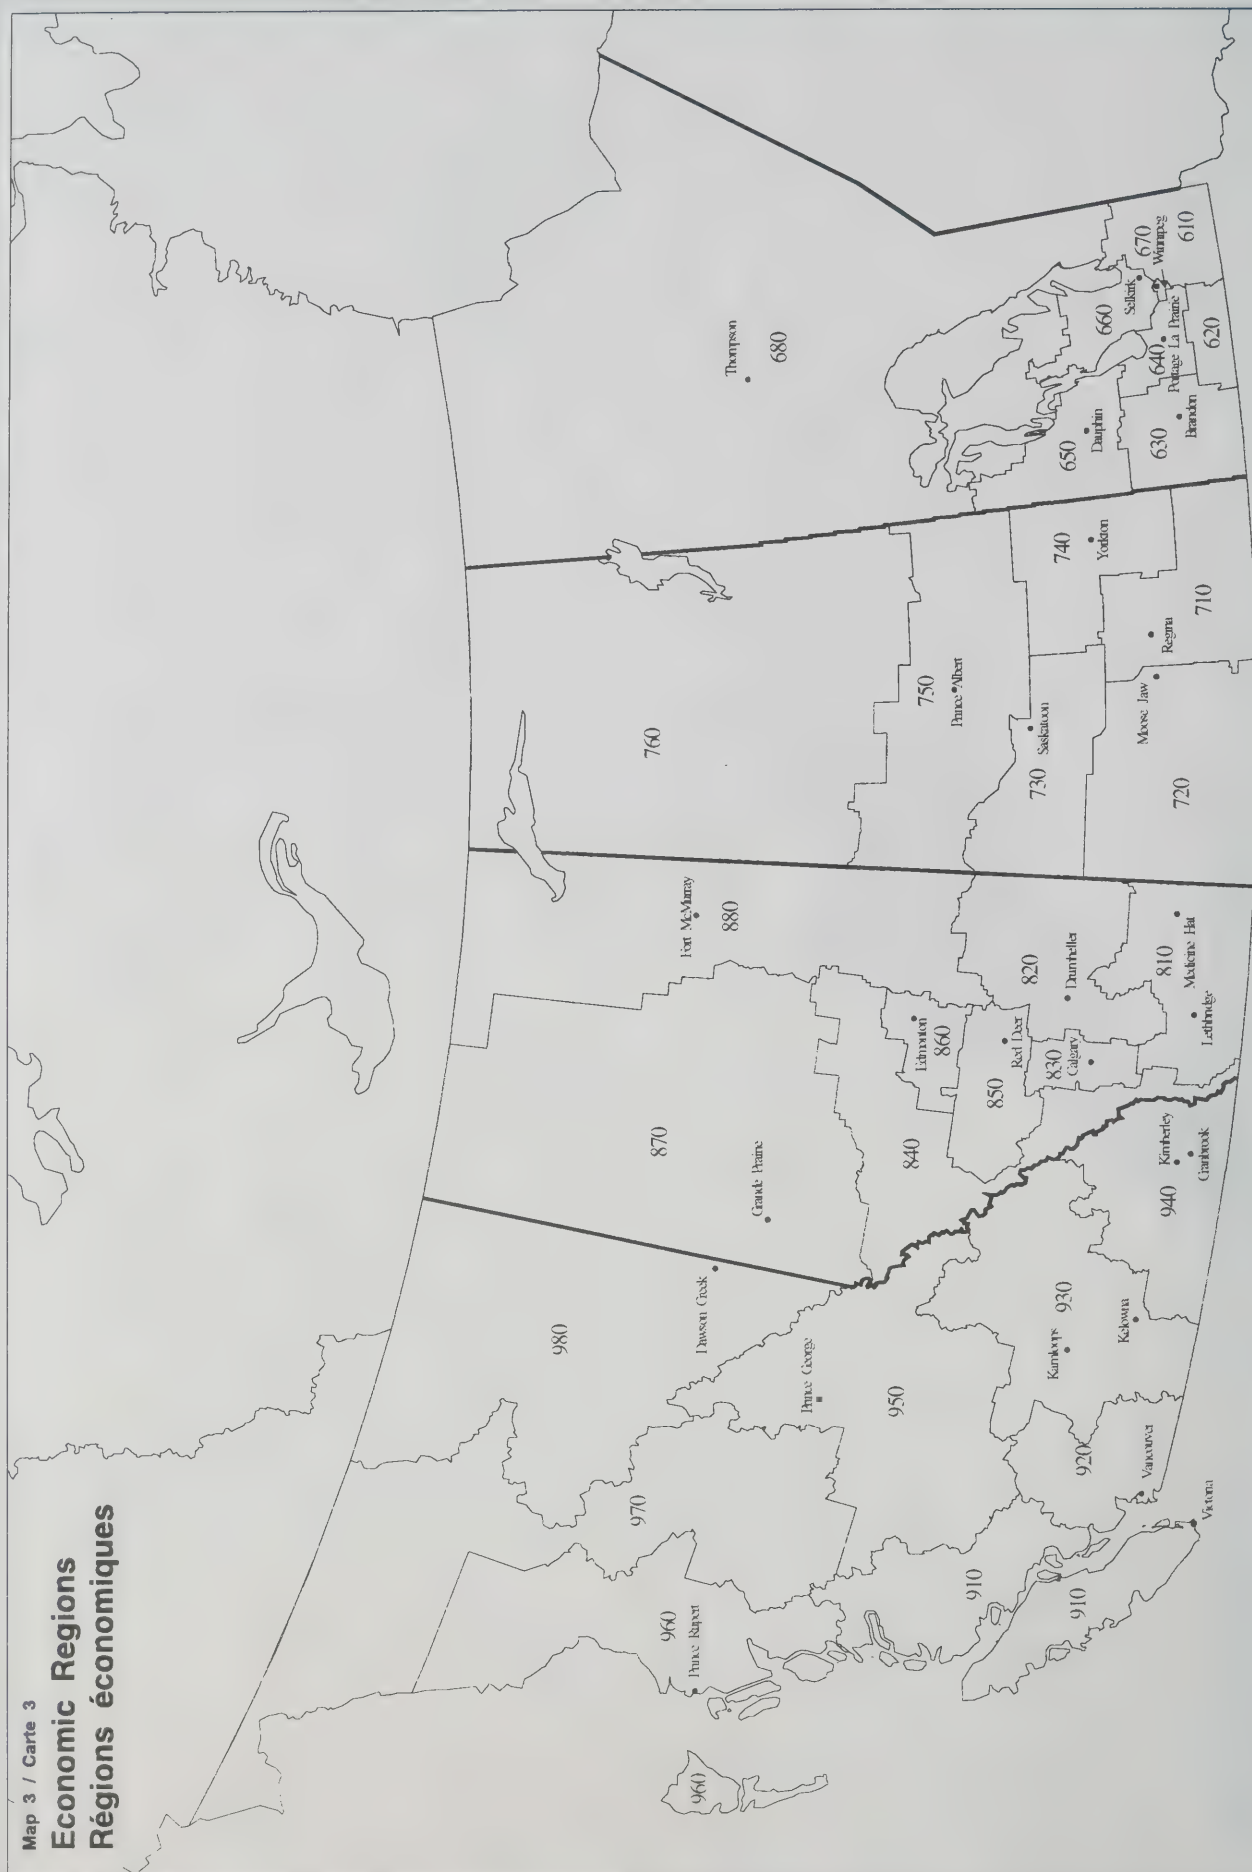 Map 3 / Carte 3
Economic Regions
Régions économiques
960
960
Prince Rupert
970
980
Dawson Creek
Prince George
950
910
910
920
Vancouver
Victoria
930
Kamloops
Kelowna
940
Kimberley
Cranbrook
870
Grande Prairie
880
Fort McMurray
840
860
Edmonton
850
Red Deer
830
Calgary
820
Drumheller
810
Medicine Hat
Lethbridge
760
750
Prince Albert
730
Saskatoon
740
Yorkton
720
Moose Jaw
710
Regina
680
Thompson
650
Dauphin
630
Brandon
660
640
Portage La Prairie
Selkirk
670
Winnipeg
620
610